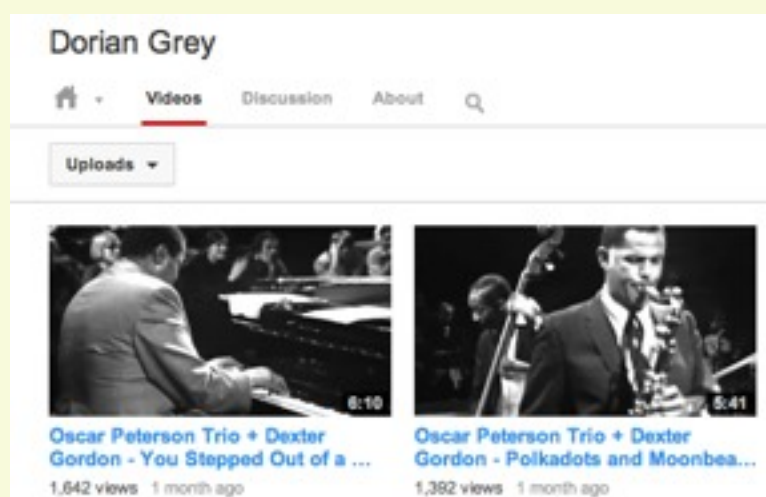 Dorian Grey
Videos Discussion About
Uploads
6:10
5:41
Oscar Peterson Trio + Dexter
Gordon - You Stepped Out of a ...
1,642 views 1 month ago
Oscar Peterson Trio + Dexter
Gordon - Polkadots and Moonbea...
1,392 views 1 month ago